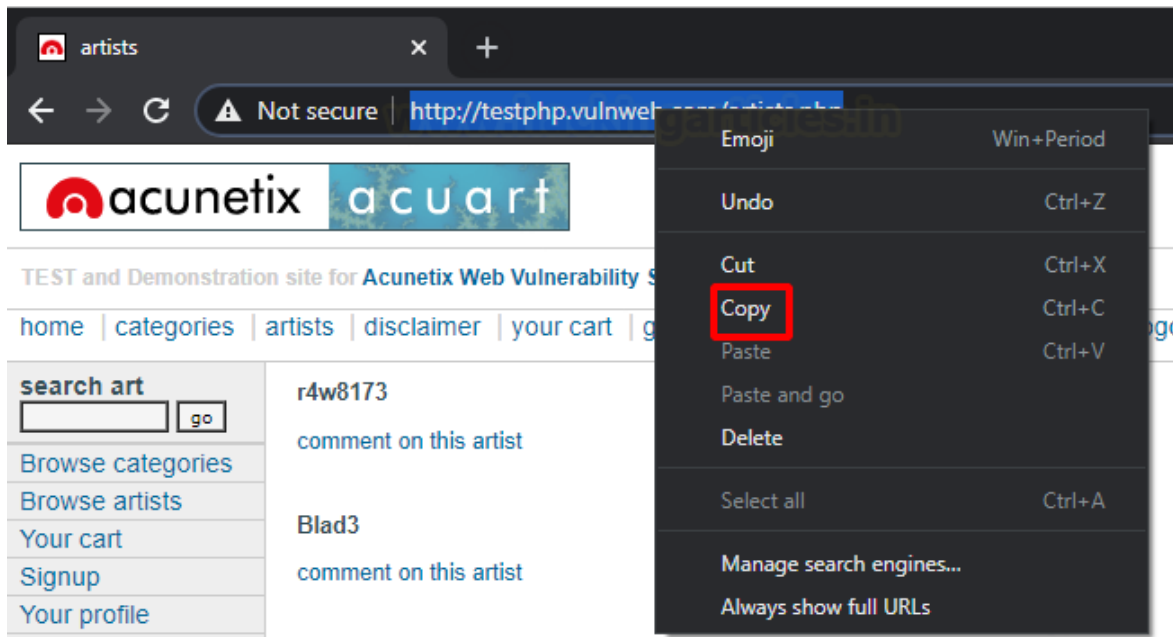 artists
Not secure http://testphp.vulnweb.com/artists.php
Emoji Win+Period
Undo Ctrl+Z
Cut Ctrl+X
Copy Ctrl+C
Paste Ctrl+V
Paste and go
Delete
Select all Ctrl+A
Manage search engines...
Always show full URLs
acunetix acuart
TEST and Demonstration site for Acunetix Web Vulnerability
home | categories | artists | disclaimer | your cart |
search art
go
Browse categories
Browse artists
Your cart
Signup
Your profile
r4w8173
comment on this artist
Blad3
comment on this artist